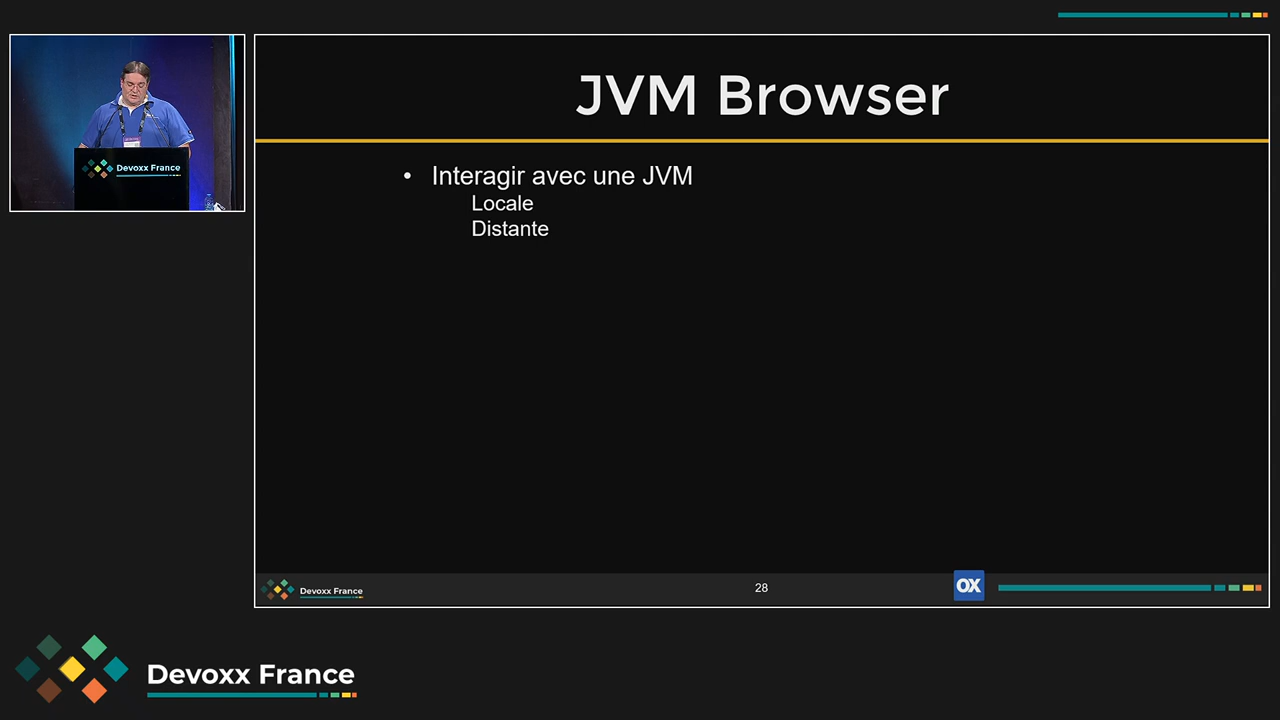 JVM Browser
• Interagir avec une JVM
Locale
Distante
Devoxx France
Devoxx France
28
OX
Devoxx France